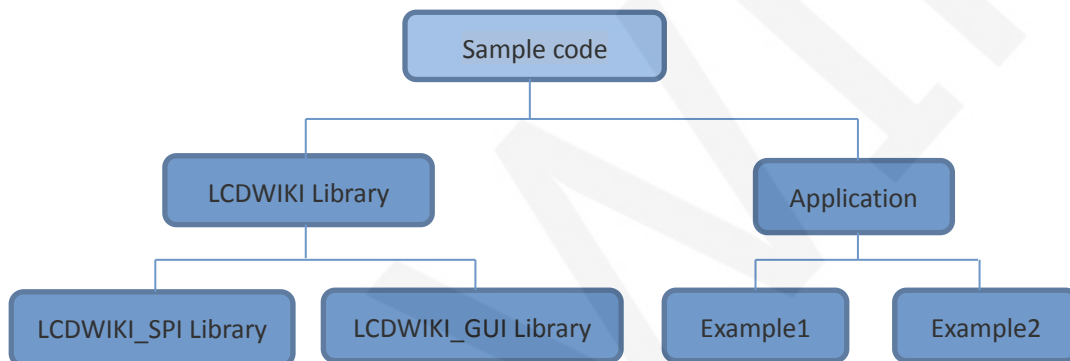 Sample code
LCDWIKI Library
Application
LCDWIKI_SPI Library
LCDWIKI_GUI Library
Example1
Example2